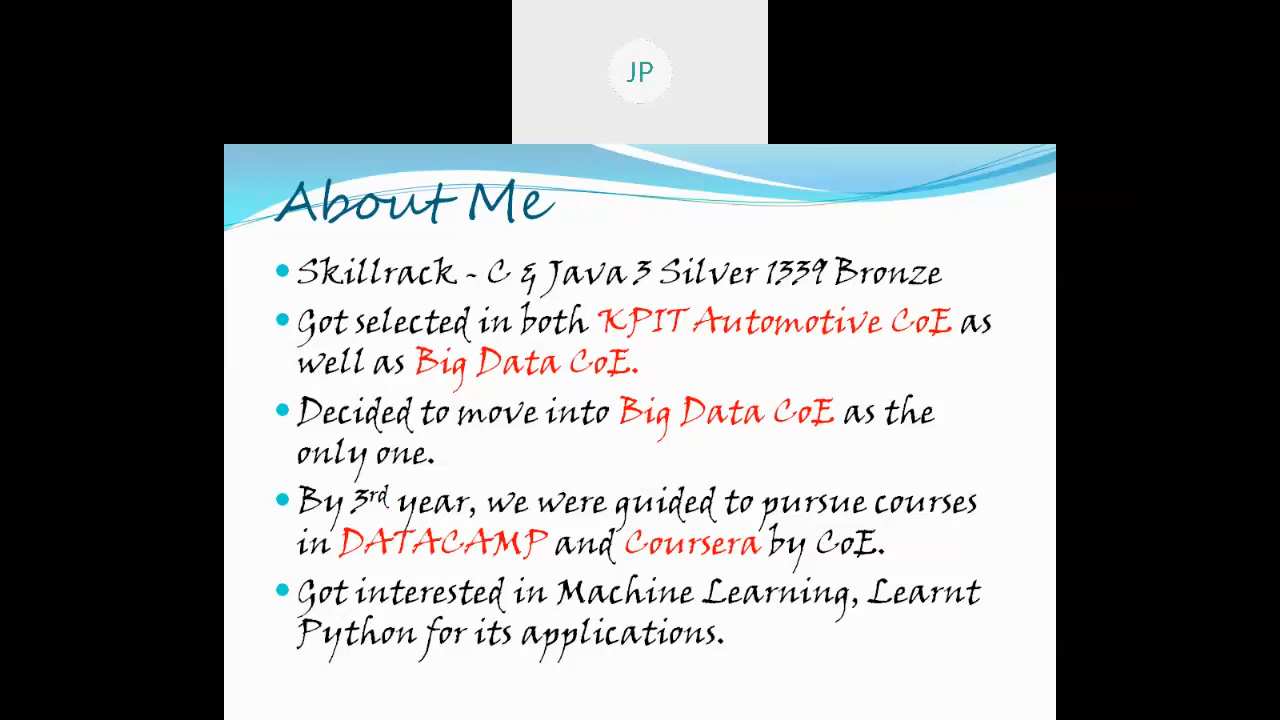 JP
About Me
• Skillrack - C & Java 3 Silver 1339 Bronze
• Got selected in both KPIT Automotive CoE as
well as Big Data CoE.
• Decided to move into Big Data CoE as the
only one.
• By 3rd year, we were guided to pursue courses
in DATACAMP and Coursera by CoE.
• Got interested in Machine Learning, Learnt
Python for its applications.